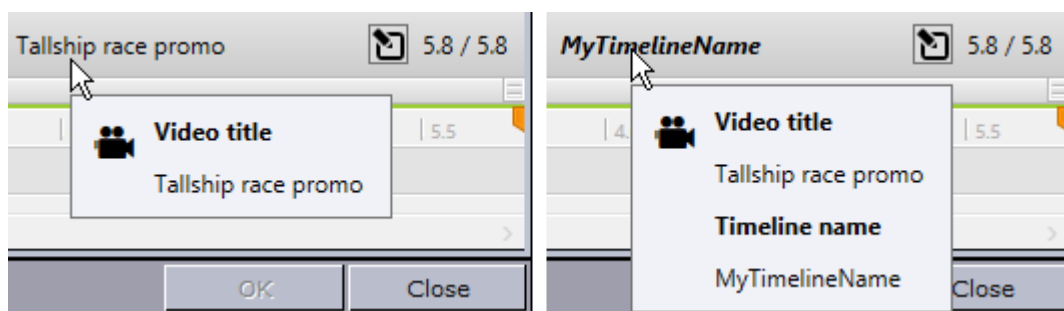 Tallship race promo
5.8 / 5.8
5.5
Video title
Tallship race promo
OK
Close
MyTimelineName
5.8 / 5.8
4.
5.5
Video title
Tallship race promo
Timeline name
MyTimelineName
Close